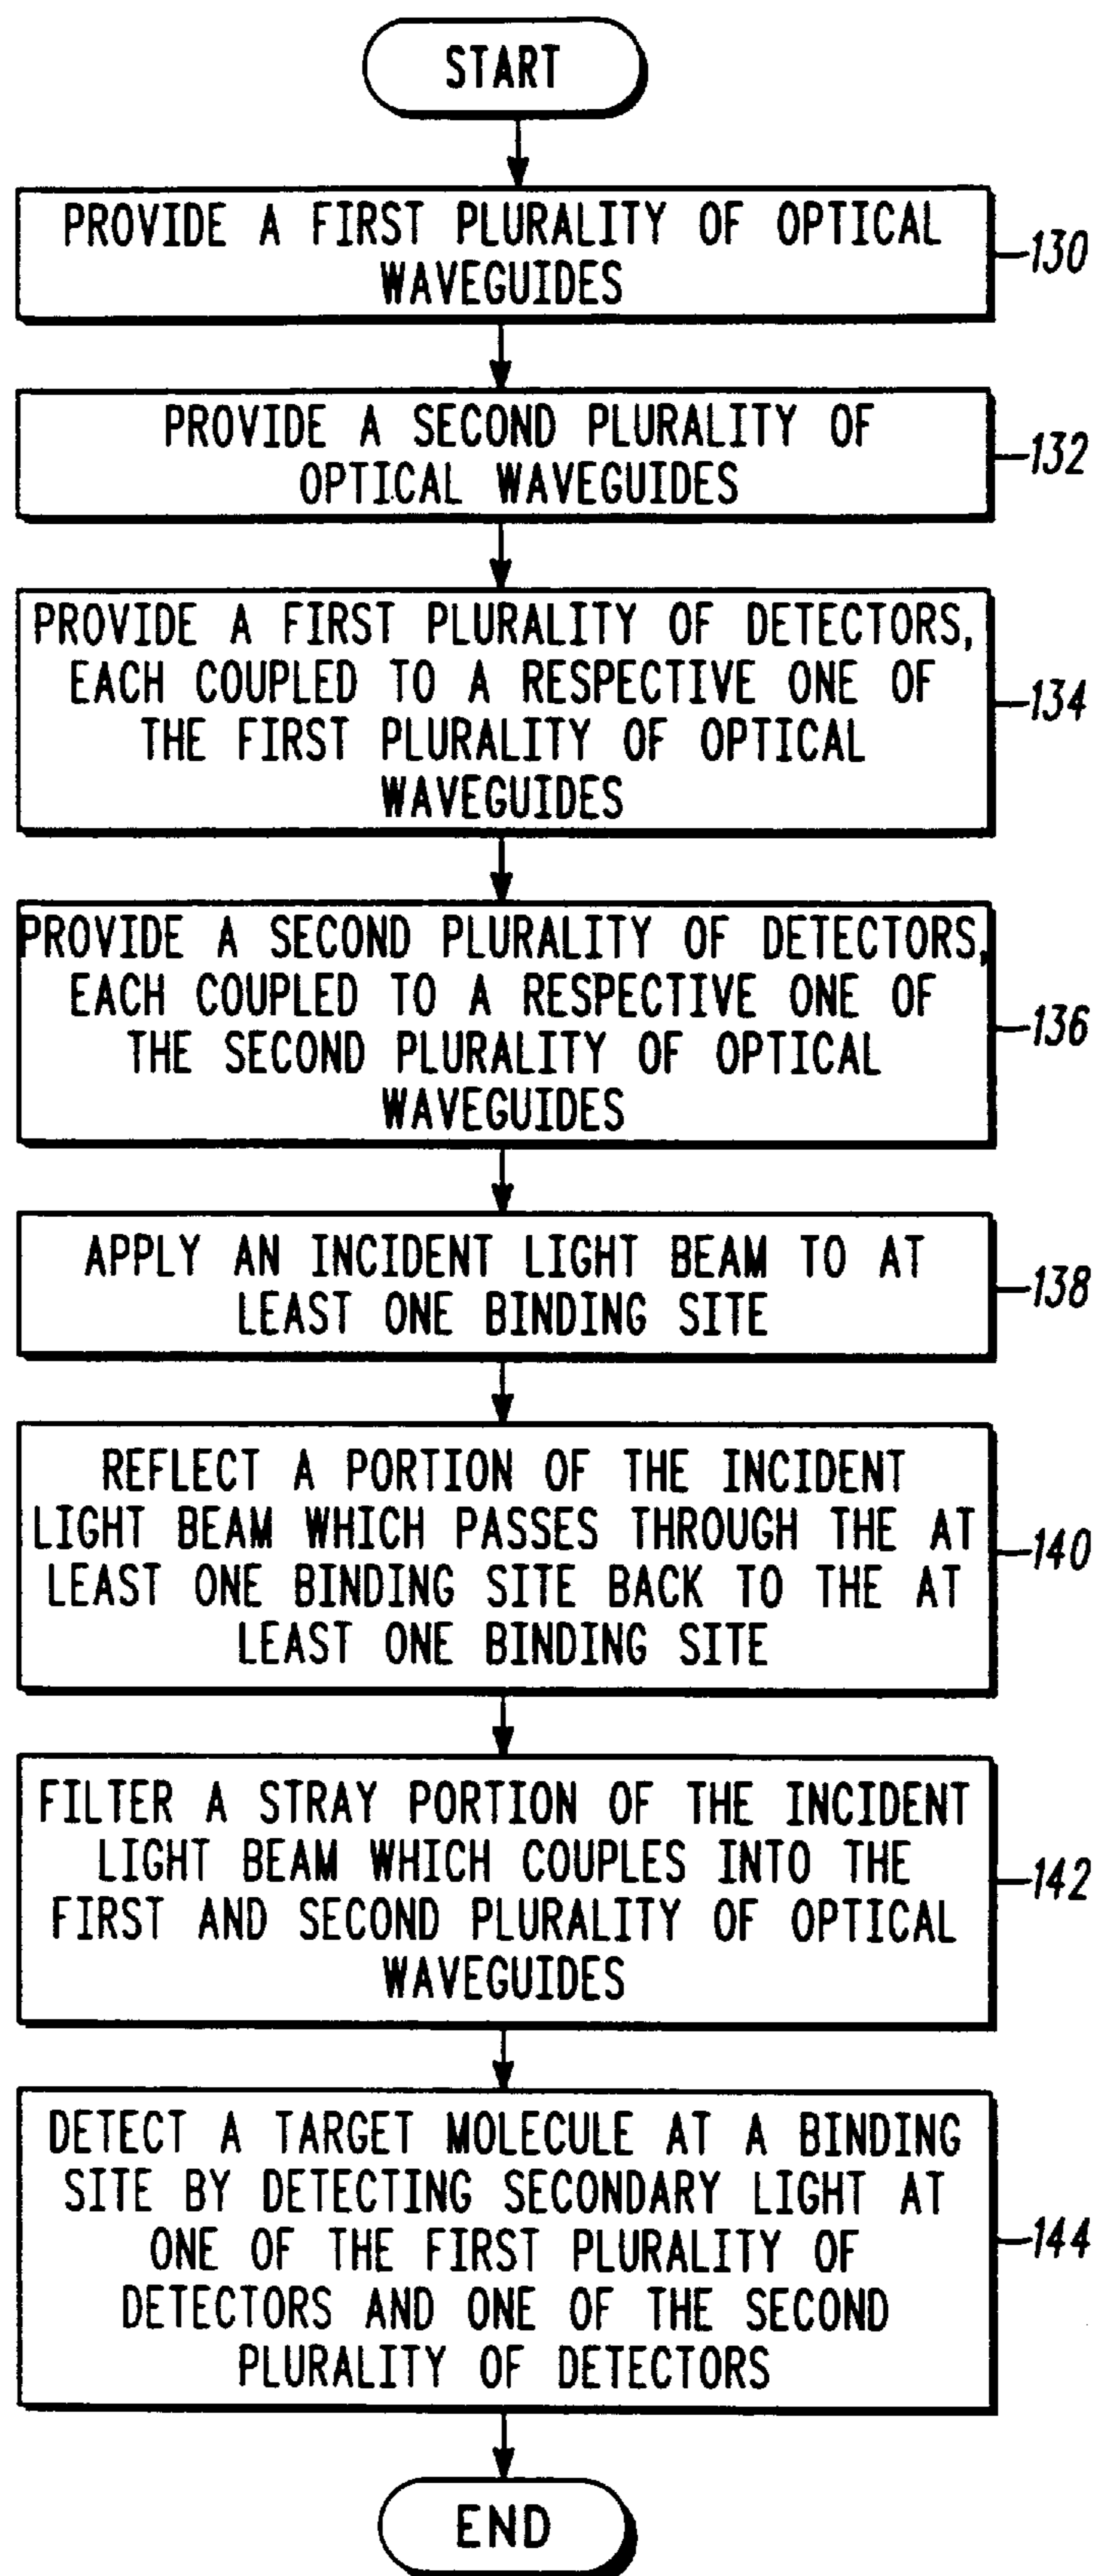 START
PROVIDE A FIRST PLURALITY OF OPTICAL
WAVEGUIDES
130
PROVIDE A SECOND PLURALITY OF
OPTICAL WAVEGUIDES
132
PROVIDE A FIRST PLURALITY OF DETECTORS,
EACH COUPLED TO A RESPECTIVE ONE OF
THE FIRST PLURALITY OF OPTICAL
WAVEGUIDES
134
PROVIDE A SECOND PLURALITY OF DETECTORS,
EACH COUPLED TO A RESPECTIVE ONE OF
THE SECOND PLURALITY OF OPTICAL
WAVEGUIDES
136
APPLY AN INCIDENT LIGHT BEAM TO AT
LEAST ONE BINDING SITE
138
REFLECT A PORTION OF THE INCIDENT
LIGHT BEAM WHICH PASSES THROUGH THE AT
LEAST ONE BINDING SITE BACK TO THE AT
LEAST ONE BINDING SITE
140
FILTER A STRAY PORTION OF THE INCIDENT
LIGHT BEAM WHICH COUPLES INTO THE
FIRST AND SECOND PLURALITY OF OPTICAL
WAVEGUIDES
142
DETECT A TARGET MOLECULE AT A BINDING
SITE BY DETECTING SECONDARY LIGHT AT
ONE OF THE FIRST PLURALITY OF
DETECTORS AND ONE OF THE SECOND
PLURALITY OF DETECTORS
144
END